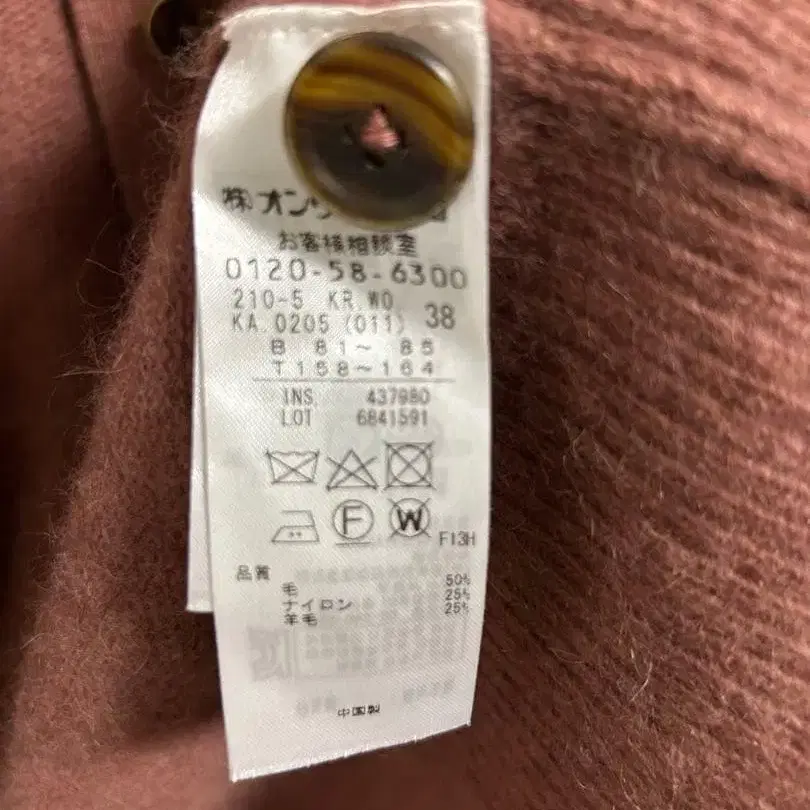 ㈱オン
お客様相談室
0120-58-6300
210-5 KR.WO.
KA.0205 (011) 38
B 81～ 85
T158～164
INS. 437980
LOT 6841591
F W
F13H
品質
毛 50%
ナイロン 25%
羊毛 25%
中国製